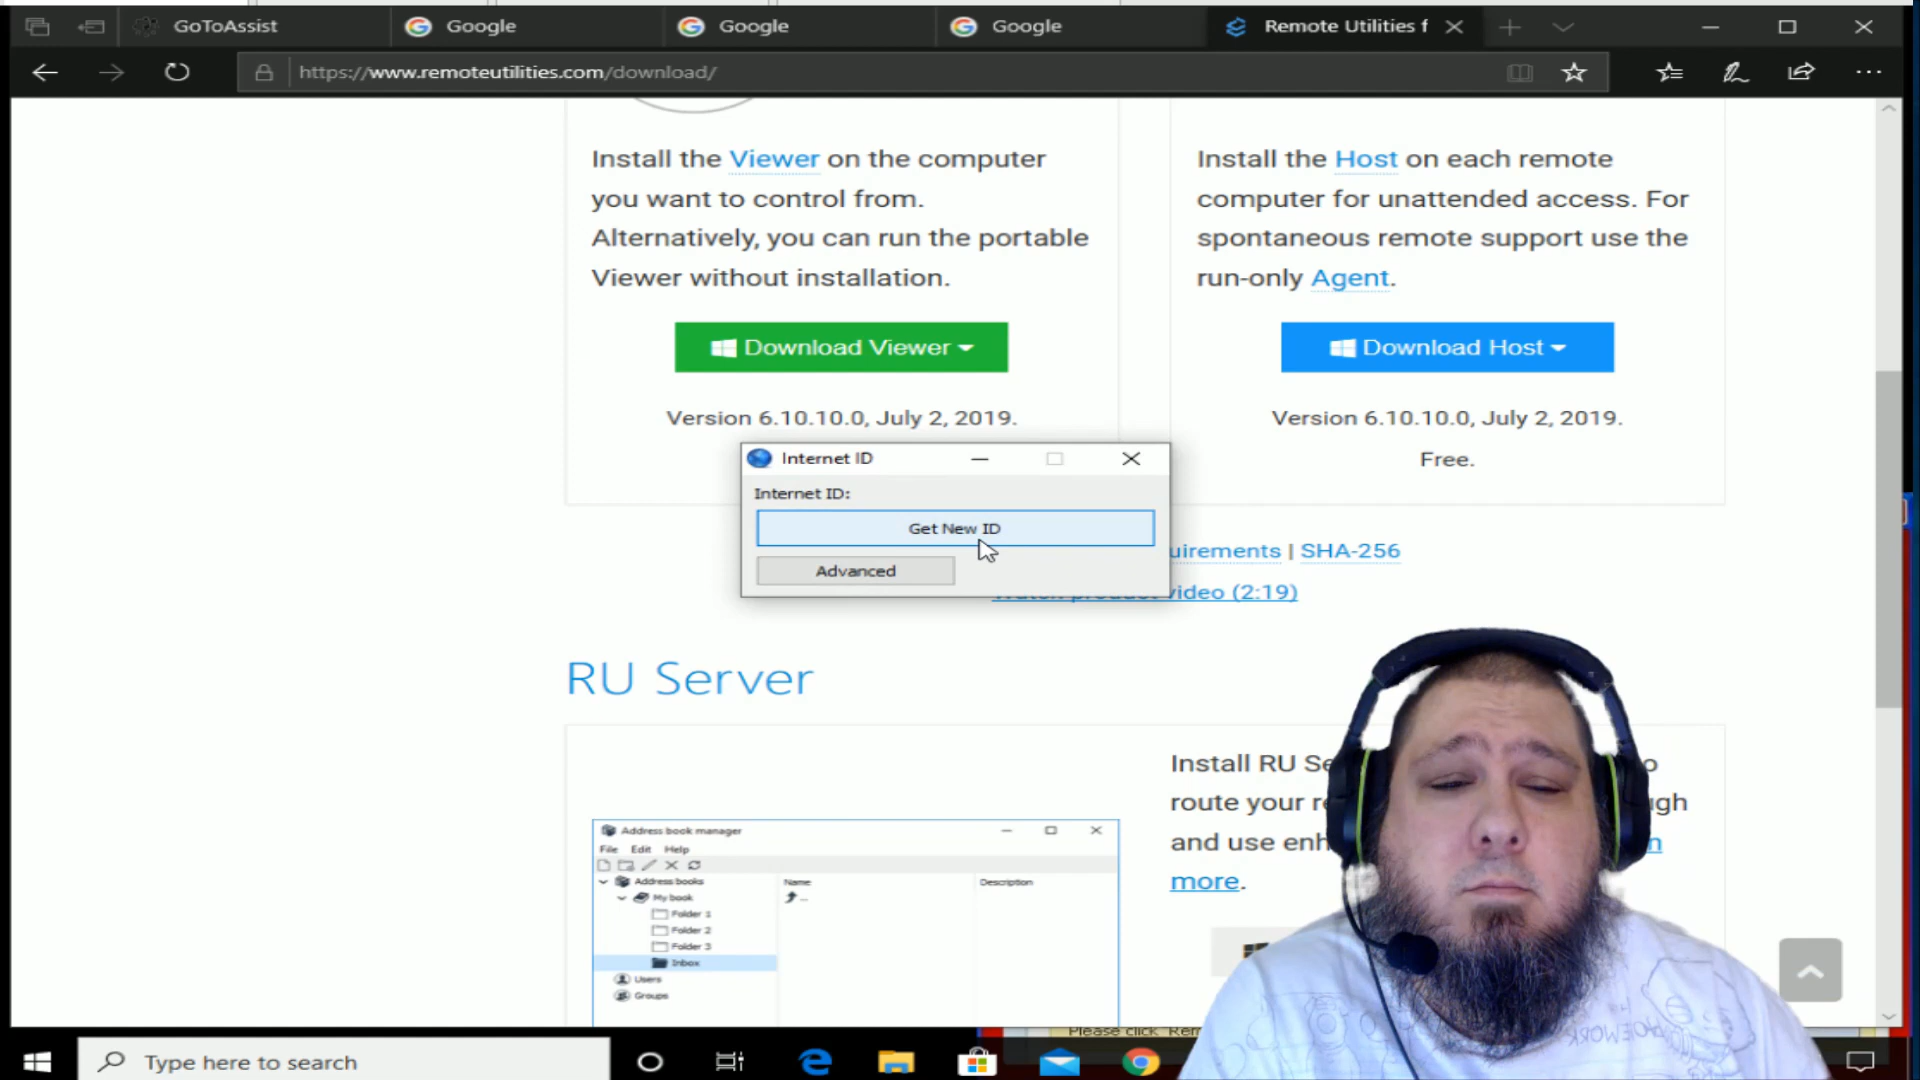 GoToAssist
Google
Google
Google
Remote Utilities f
https://www.remoteutilities.com/download/
Install the Viewer on the computer
you want to control from.
Alternatively, you can run the portable
Viewer without installation.
Download Viewer
Version 6.10.10.0, July 2, 2019.
Install the Host on each remote
computer for unattended access. For
spontaneous remote support use the
run-only Agent.
Download Host
Version 6.10.10.0, July 2, 2019.
Free.
Internet ID
Internet ID:
Get New ID
Advanced
uirements | SHA-256
video (2:19)
RU Server
Install RU Se
route your r
and use enh
more.
Address book manager
File Edit Help
Address books
My book
Folder 1
Folder 2
Folder 3
Inbox
Users
Groups
Name
Description
Please click
Type here to search